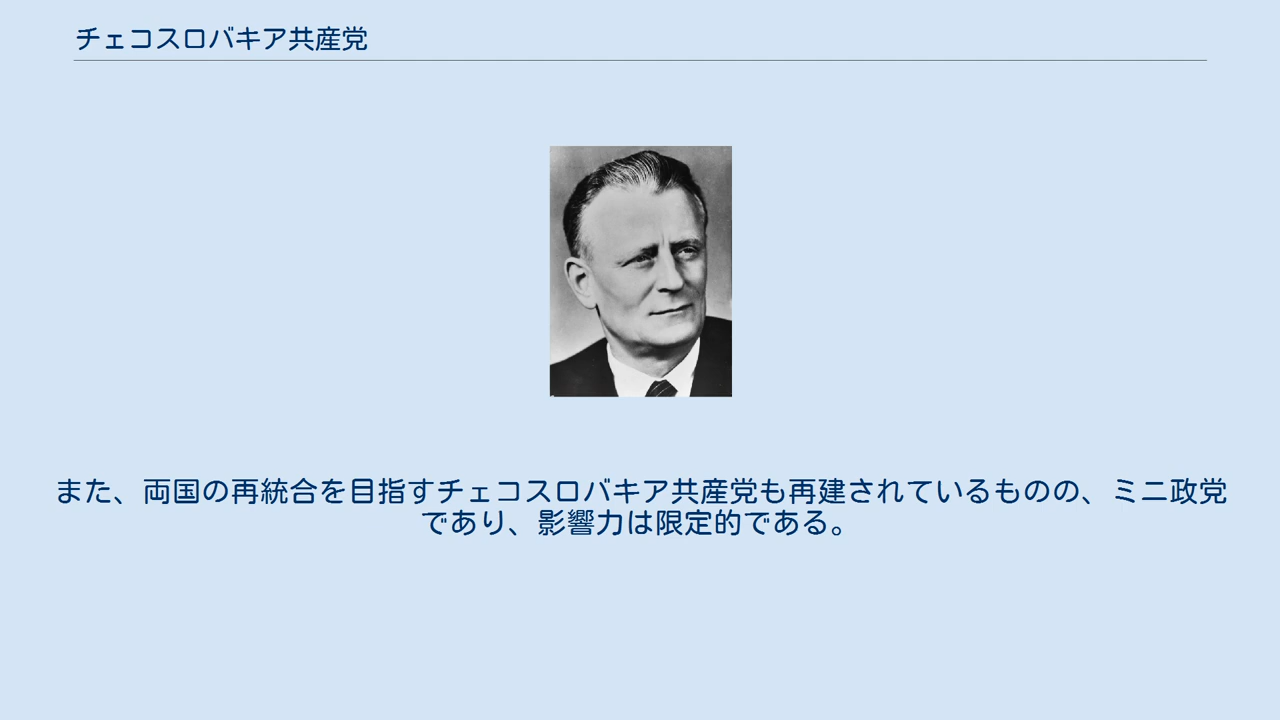 チェコスロバキア共産党
また、両国の再統合を目指すチェコスロバキア共産党も再建されているものの、ミニ政党
であり、影響力は限定的である。